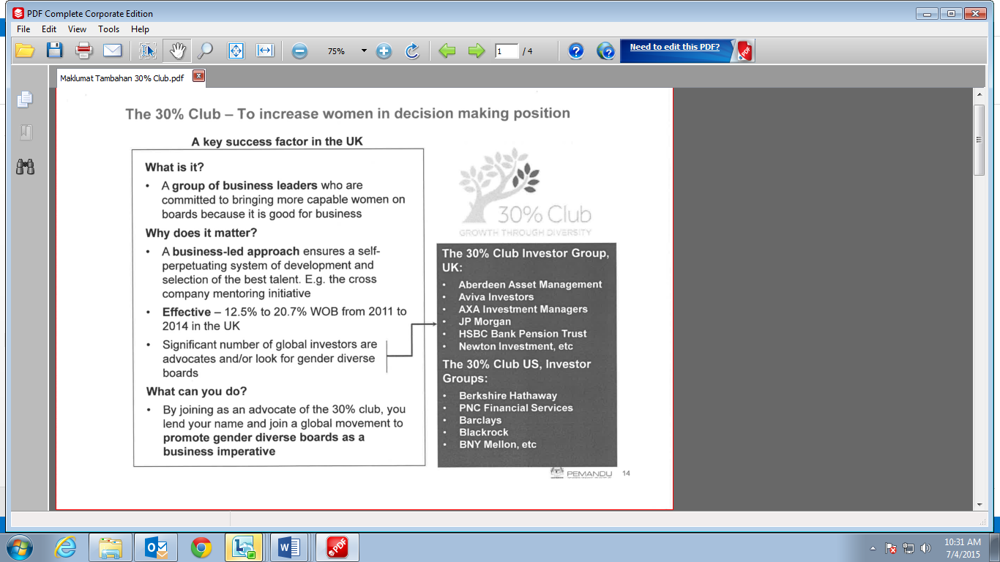 PDF Complete Corporate Edition
File Edit View Tools Help
75% 1 / 4 Need to edit this PDF?
PDF
Maklumat Tambahan 30% Club.pdf
The 30% Club – To increase women in decision making position
A key success factor in the UK
What is it?
• A group of business leaders who are
committed to bringing more capable women on
boards because it is good for business
Why does it matter?
• A business-led approach ensures a self-
perpetuating system of development and
selection of the best talent. E.g. the cross
company mentoring initiative
• Effective – 12.5% to 20.7% WOB from 2011 to
2014 in the UK
• Significant number of global investors are
advocates and/or look for gender diverse
boards
What can you do?
• By joining as an advocate of the 30% club, you
lend your name and join a global movement to
promote gender diverse boards as a
business imperative
30% Club
GROWTH THROUGH DIVERSITY
The 30% Club Investor Group,
UK:
• Aberdeen Asset Management
• Aviva Investors
• AXA Investment Managers
• JP Morgan
• HSBC Bank Pension Trust
• Newton Investment, etc
The 30% Club US, Investor
Groups:
• Berkshire Hathaway
• PNC Financial Services
• Barclays
• Blackrock
• BNY Mellon, etc
PEMANDU 14
PDF
10:31 AM
7/4/2015